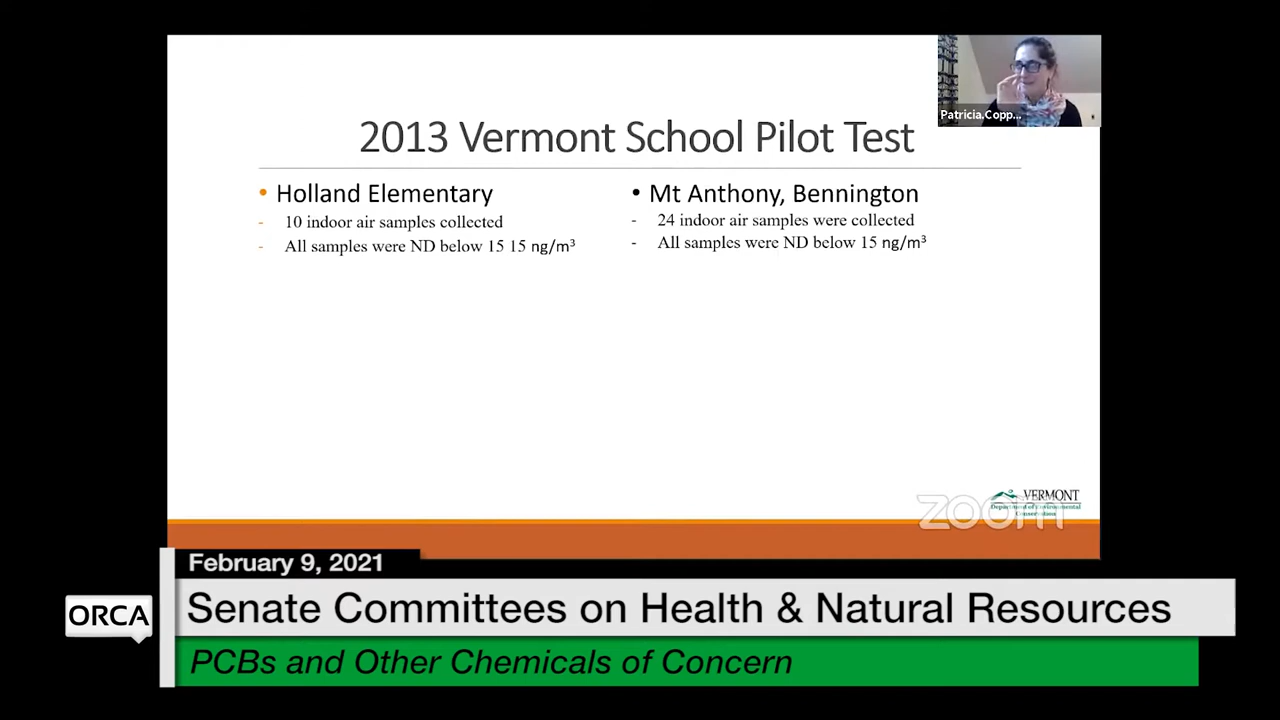 Patricia.Copp...
2013 Vermont School Pilot Test
• Holland Elementary
- 10 indoor air samples collected
- All samples were ND below 15 15 ng/m³
• Mt Anthony, Bennington
- 24 indoor air samples were collected
- All samples were ND below 15 ng/m³
VERMONT
Department of Environmental
Conservation
zoom
February 9, 2021
ORCA
Senate Committees on Health & Natural Resources
PCBs and Other Chemicals of Concern